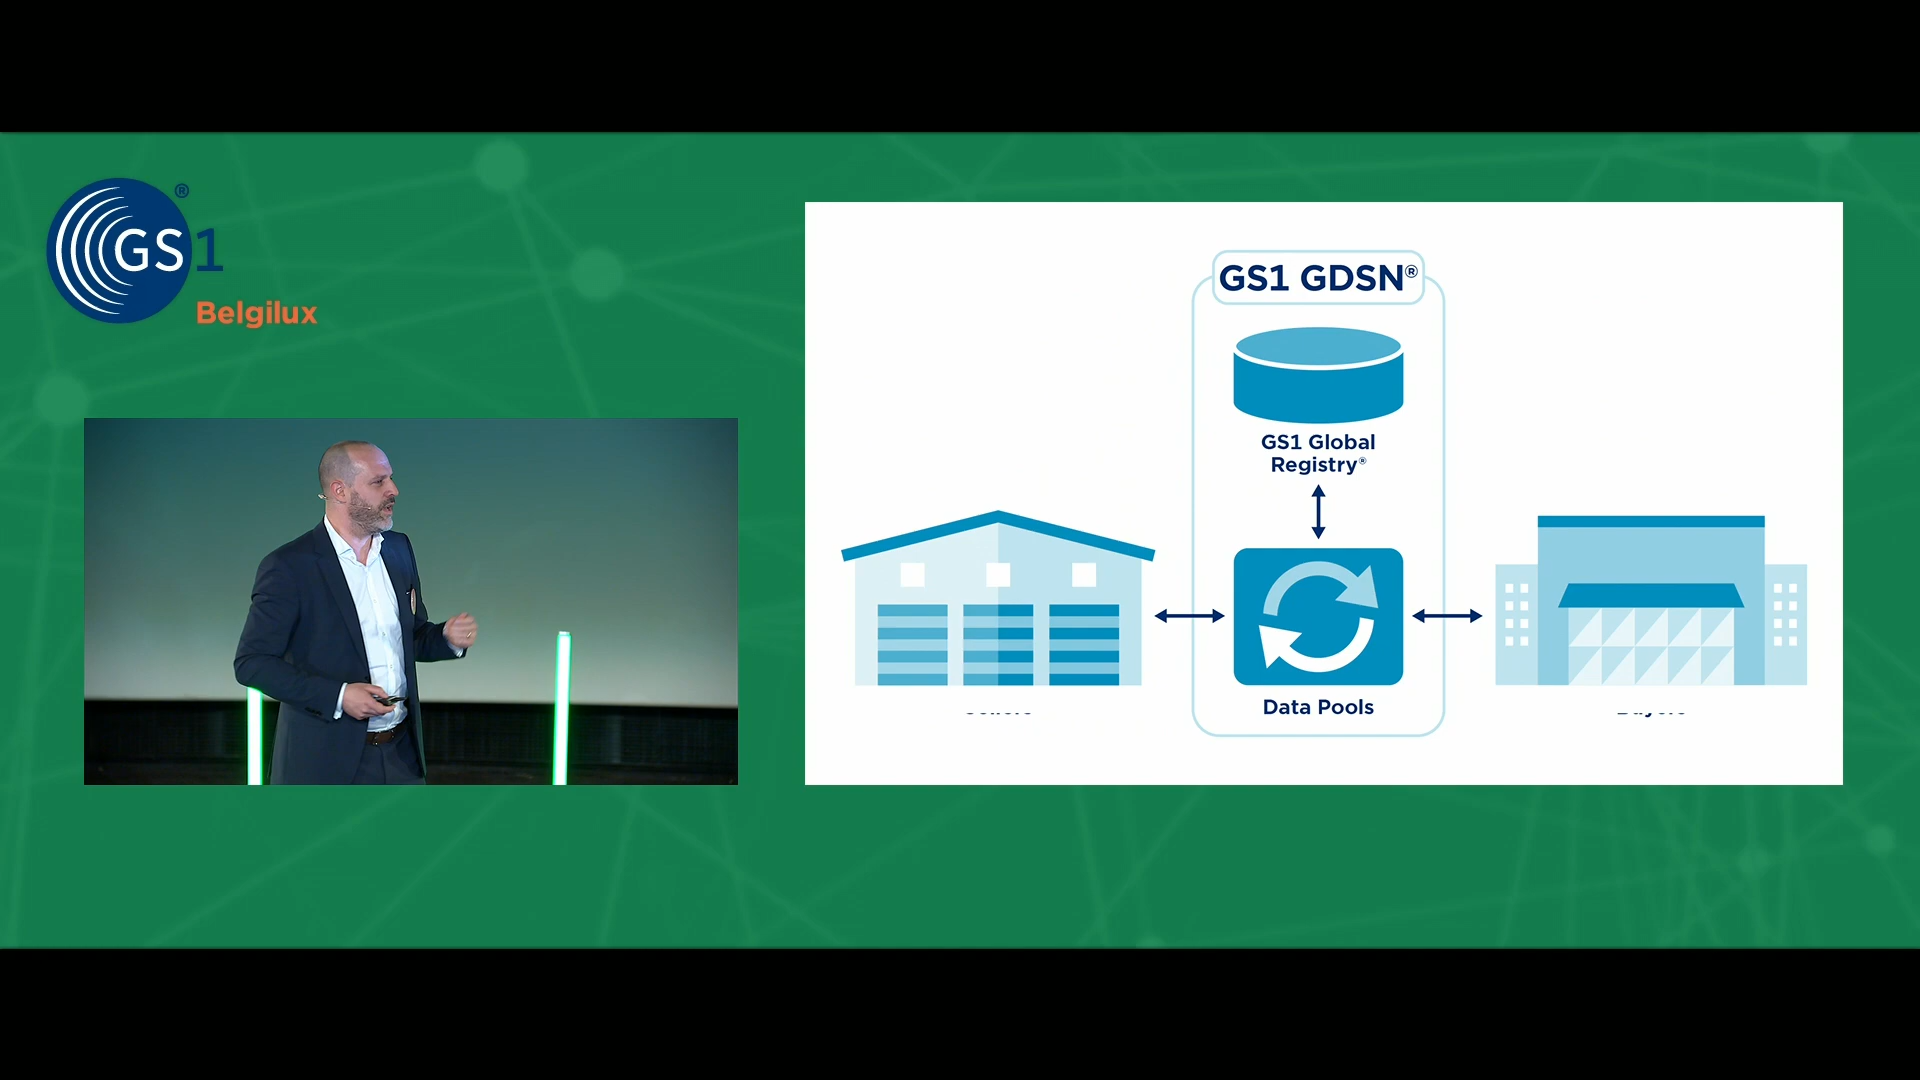 GS1®
Belgilux
GS1 GDSN®
GS1 Global
Registry®
Data Pools